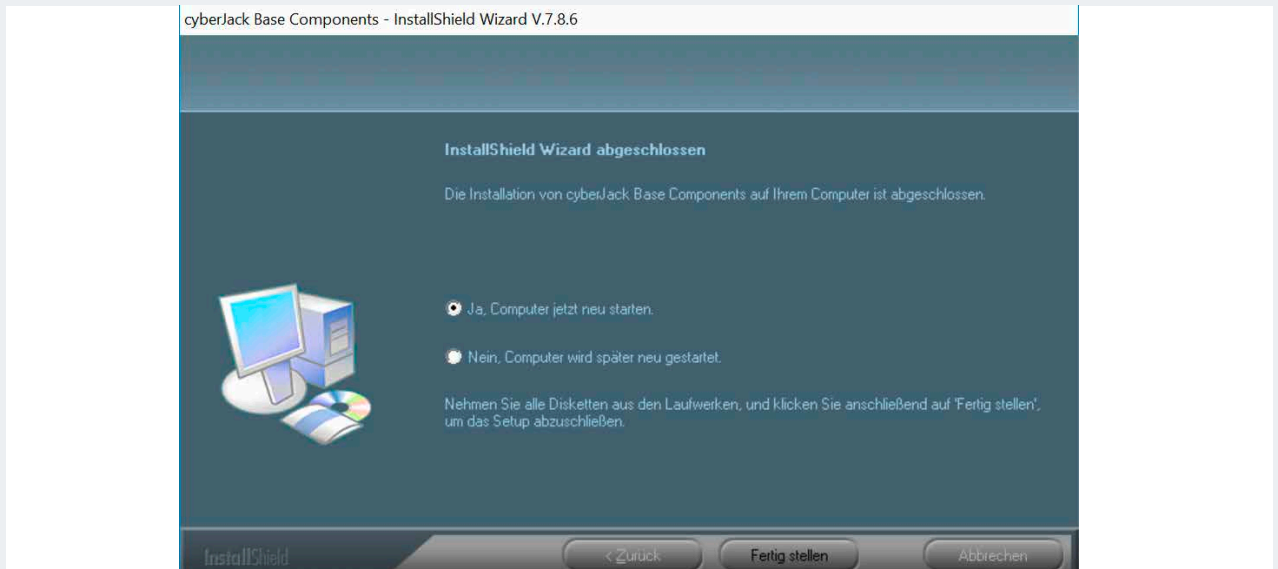 cyberJack Base Components - InstallShield Wizard V.7.8.6
InstallShield Wizard abgeschlossen
Die Installation von cyberJack Base Components auf Ihrem Computer ist abgeschlossen.
Ja, Computer jetzt neu starten.
Nein, Computer wird später neu gestartet.
Nehmen Sie alle Disketten aus den Laufwerken, und klicken Sie anschließend auf 'Fertig stellen',
um das Setup abzuschließen.
InstallShield
< Zurück
Fertig stellen
Abbrechen